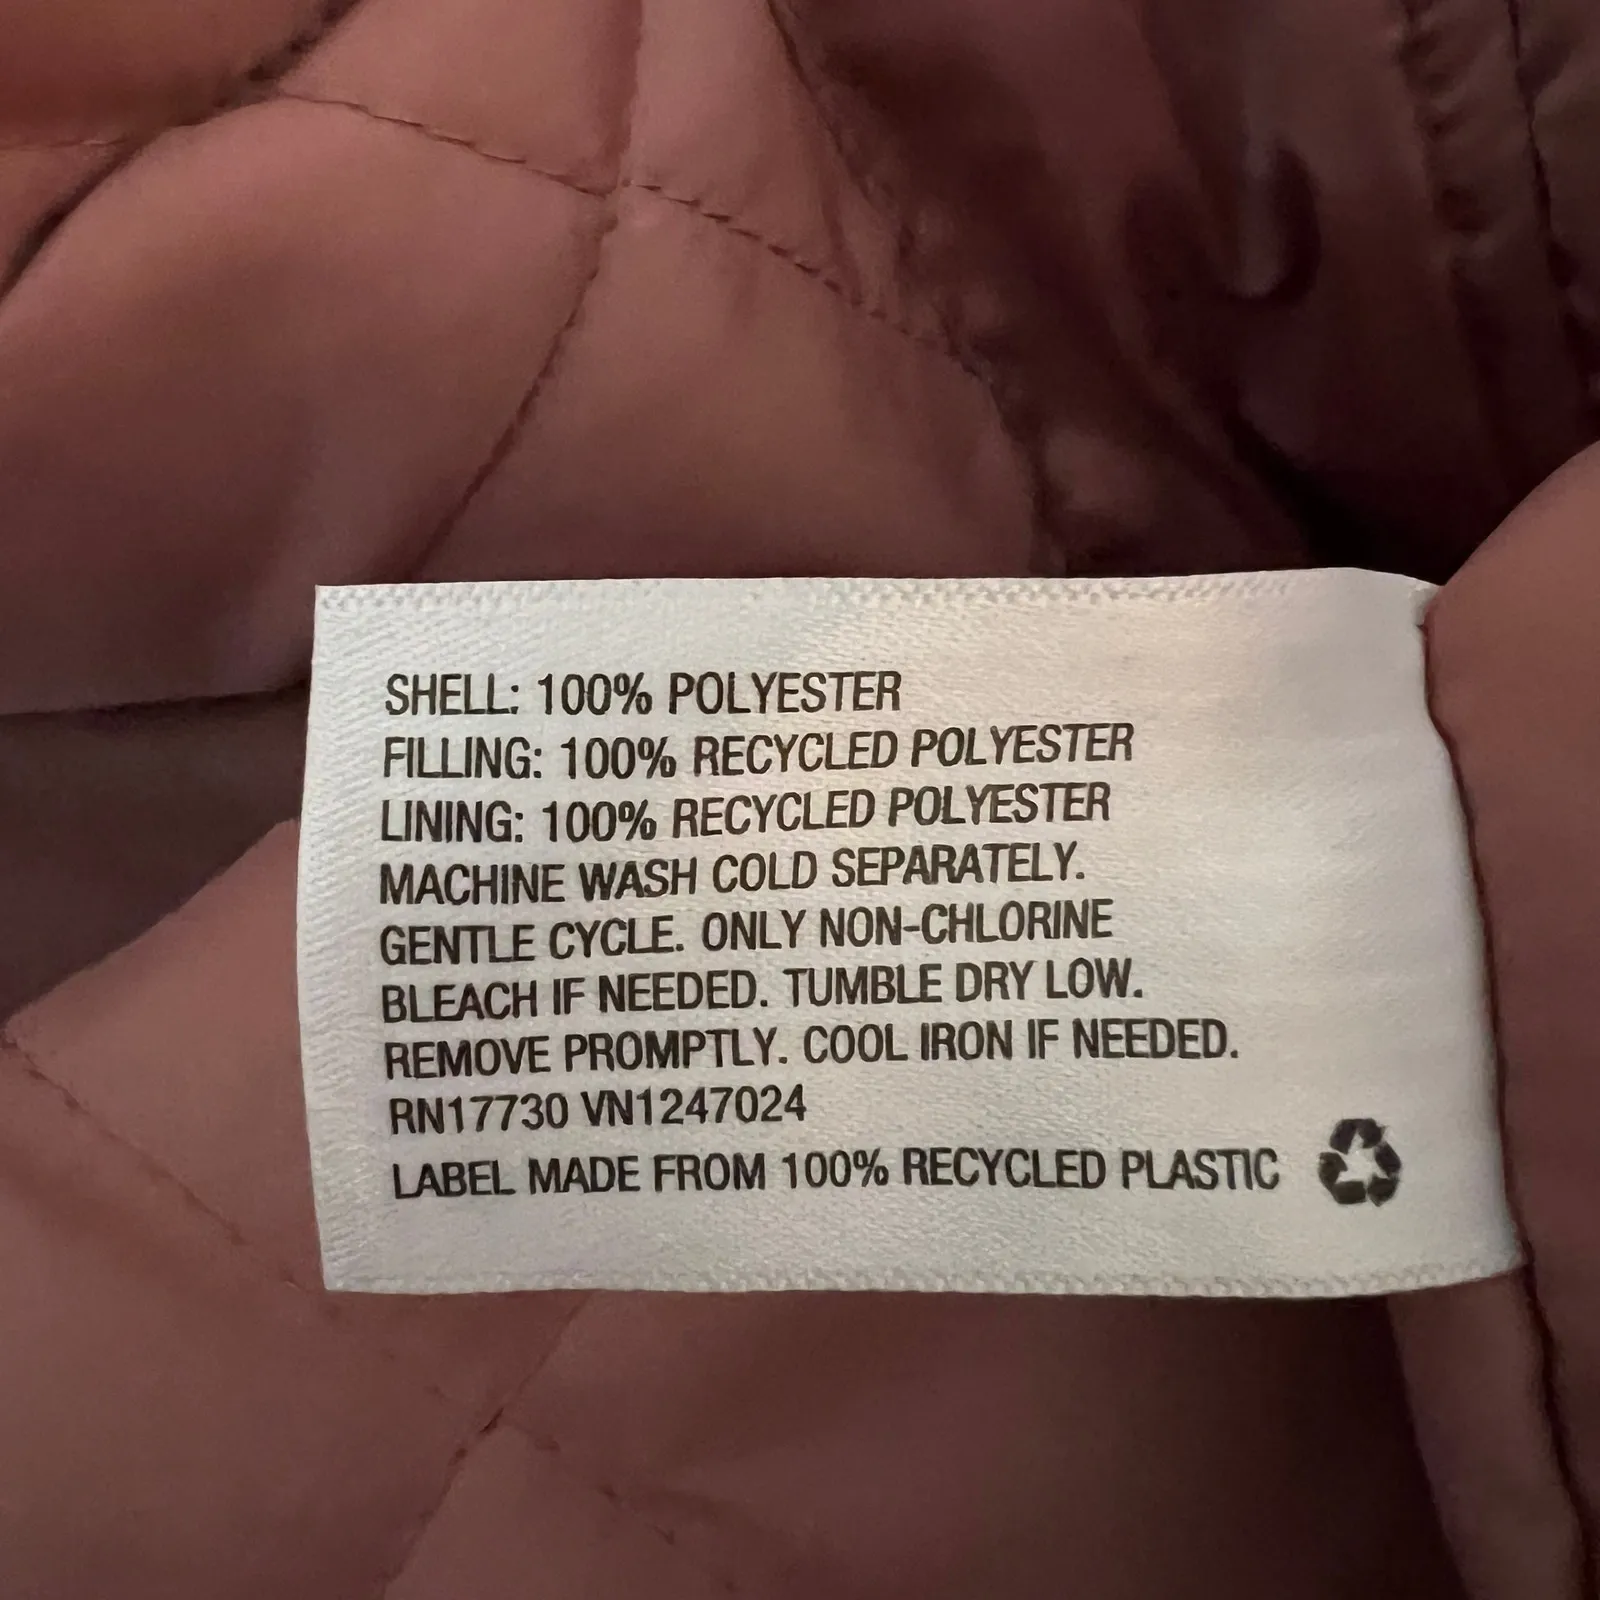 SHELL: 100% POLYESTER
FILLING: 100% RECYCLED POLYESTER
LINING: 100% RECYCLED POLYESTER
MACHINE WASH COLD SEPARATELY.
GENTLE CYCLE. ONLY NON-CHLORINE
BLEACH IF NEEDED. TUMBLE DRY LOW.
REMOVE PROMPTLY. COOL IRON IF NEEDED.
RN17730 VN1247024
LABEL MADE FROM 100% RECYCLED PLASTIC